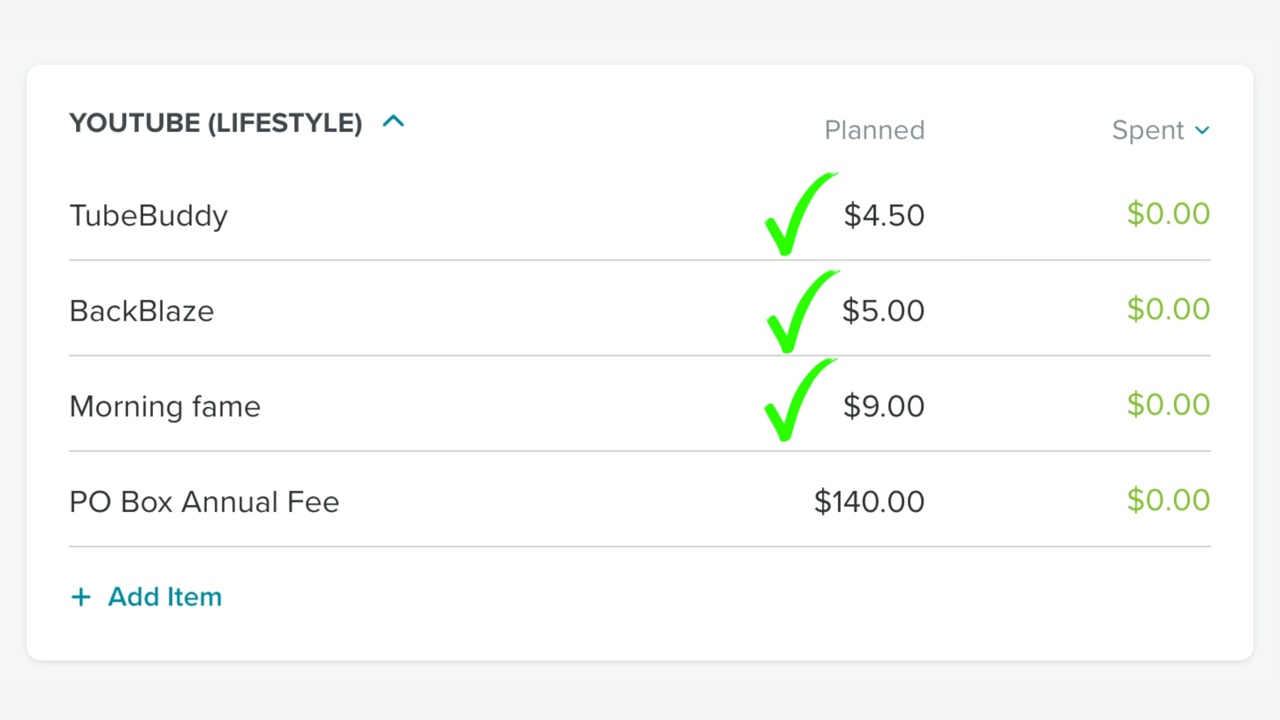 YOUTUBE (LIFESTYLE) Planned Spent
TubeBuddy $4.50 $0.00
BackBlaze $5.00 $0.00
Morning fame $9.00 $0.00
PO Box Annual Fee $140.00 $0.00
+ Add Item